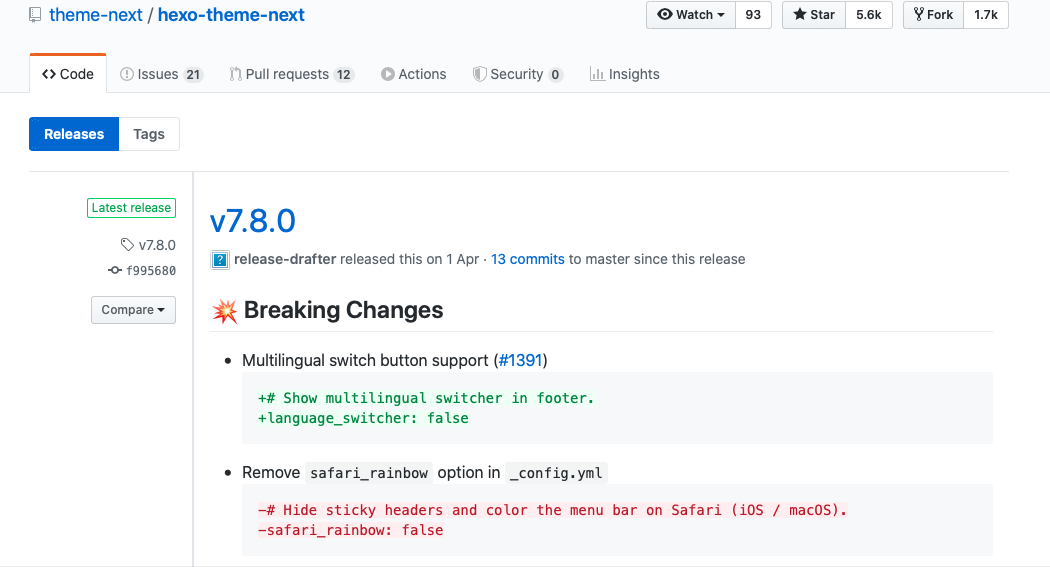 theme-next / hexo-theme-next
Watch 93 Star 5.6k Fork 1.7k
Code Issues 21 Pull requests 12 Actions Security 0 Insights
Releases Tags
Latest release
v7.8.0
f995680
Compare
v7.8.0
release-drafter released this on 1 Apr · 13 commits to master since this release
Breaking Changes
• Multilingual switch button support (#1391)
+# Show multilingual switcher in footer.
+language_switcher: false
• Remove safari_rainbow option in _config.yml
-# Hide sticky headers and color the menu bar on Safari (iOS / macOS).
-safari_rainbow: false